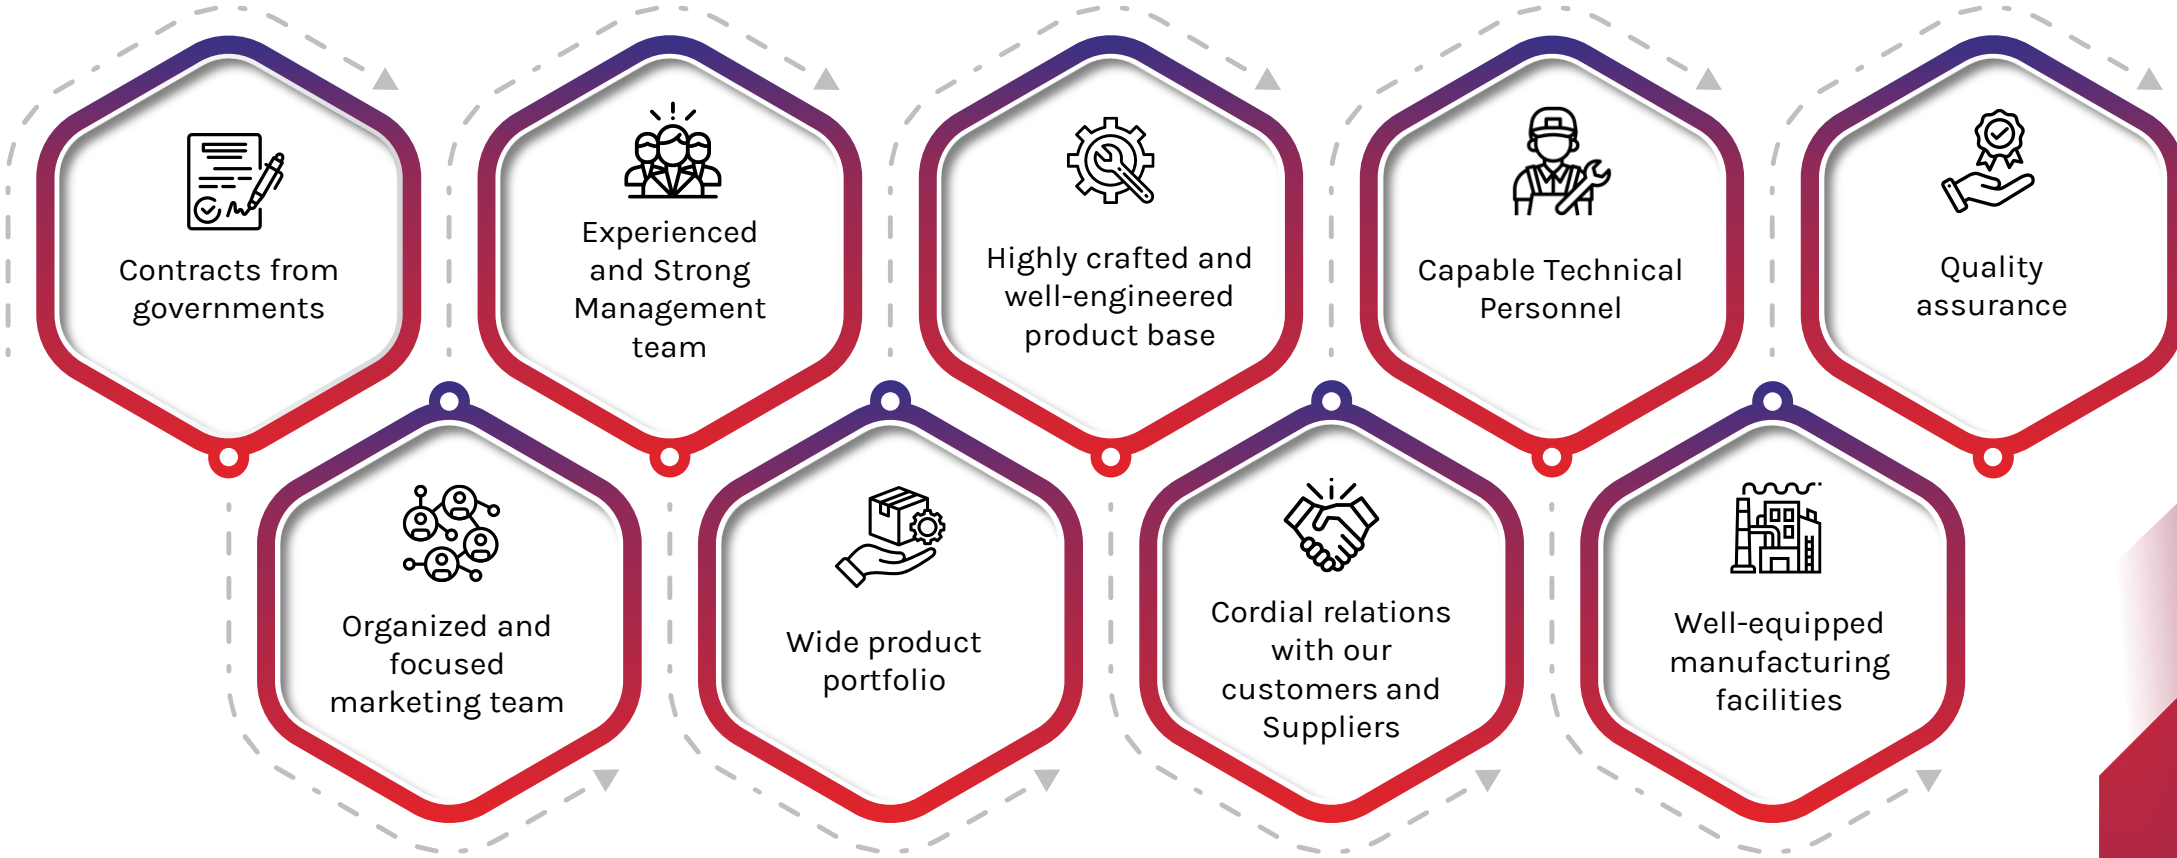 Contracts from
governments
Experienced
and Strong
Management
team
Highly crafted and
well-engineered
product base
Capable Technical
Personnel
Quality
assurance
Organized and
focused
marketing team
Wide product
portfolio
Cordial relations
with our
customers and
Suppliers
Well-equipped
manufacturing
facilities